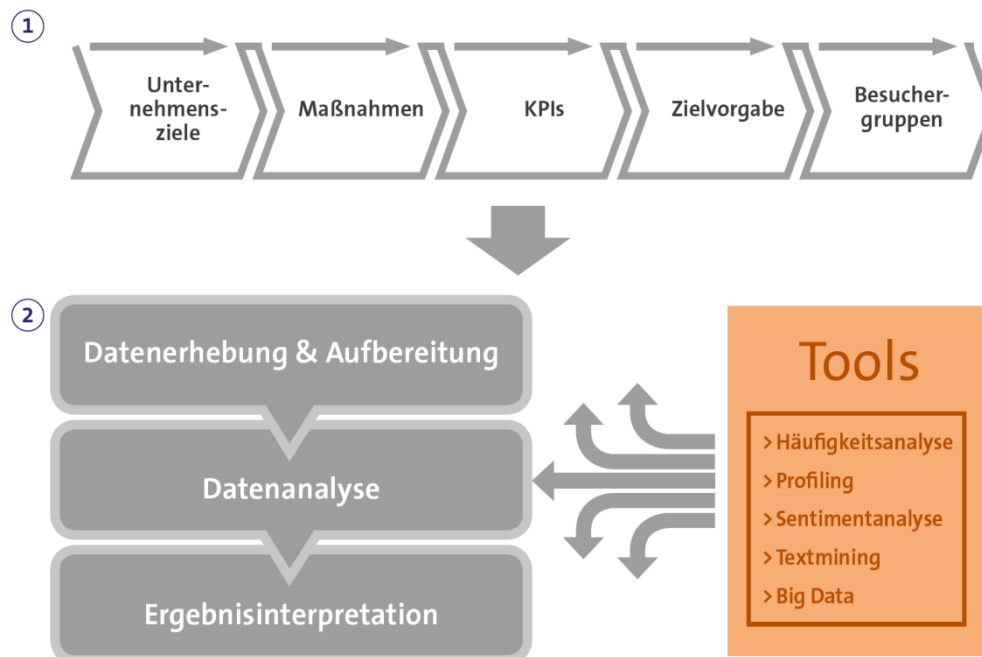 1
Unter-
nehmens-
ziele
Maßnahmen
KPIs
Zielvorgabe
Besucher-
gruppen
2
Datenerhebung & Aufbereitung
Datenanalyse
Ergebnisinterpretation
Tools
> Häufigkeitsanalyse
> Profiling
> Sentimentanalyse
> Textmining
> Big Data